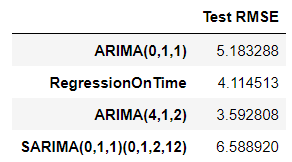 Test RMSE
ARIMA(0,1,1) 5.183288
RegressionOnTime 4.114513
ARIMA(4,1,2) 3.592808
SARIMA(0,1,1)(0,1,2,12) 6.588920